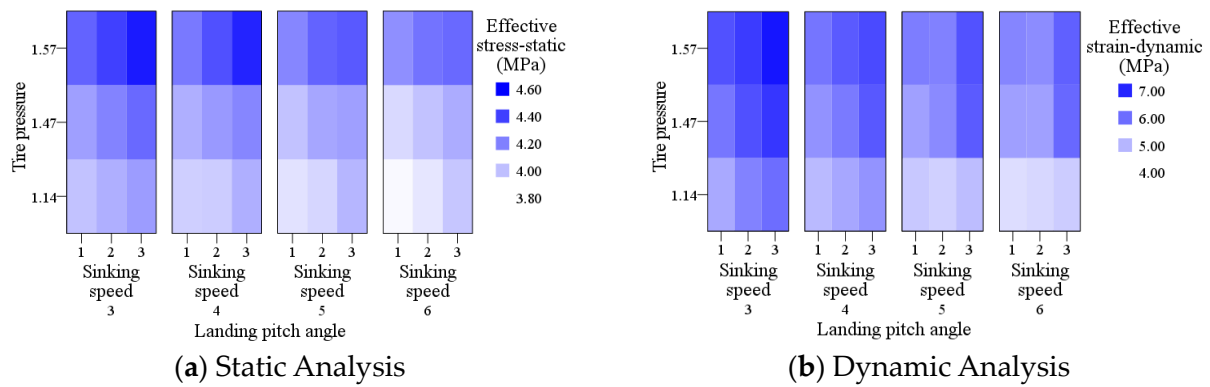 Effective
stress-static
(MPa)
4.60
4.40
4.20
4.00
3.80
Tire pressure
1.57
1.47
1.14
1 2 3 1 2 3 1 2 3 1 2 3
Sinking Sinking Sinking Sinking
speed speed speed speed
3 4 5 6
Landing pitch angle
(a) Static Analysis
Effective
strain-dynamic
(MPa)
7.00
6.00
5.00
4.00
Tire pressure
1.57
1.47
1.14
1 2 3 1 2 3 1 2 3 1 2 3
Sinking Sinking Sinking Sinking
speed speed speed speed
3 4 5 6
Landing pitch angle
(b) Dynamic Analysis